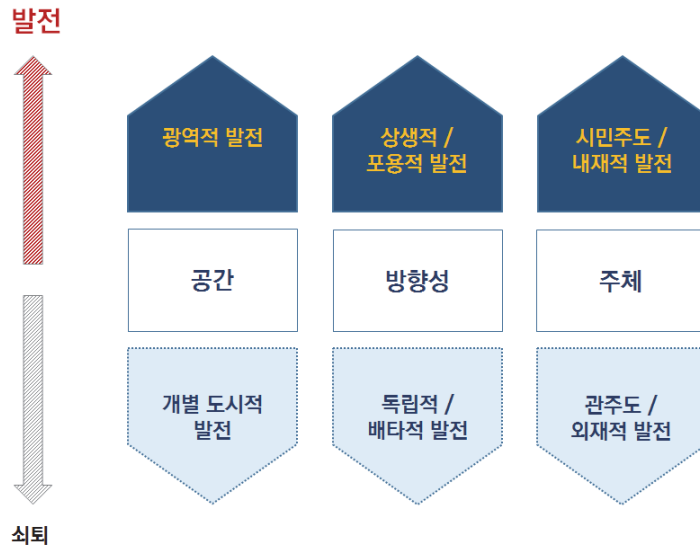 발전
광역적 발전
상생적 /
포용적 발전
시민주도 /
내재적 발전
공간
방향성
주체
개별 도시적
발전
독립적 /
배타적 발전
관주도 /
외재적 발전
쇠퇴